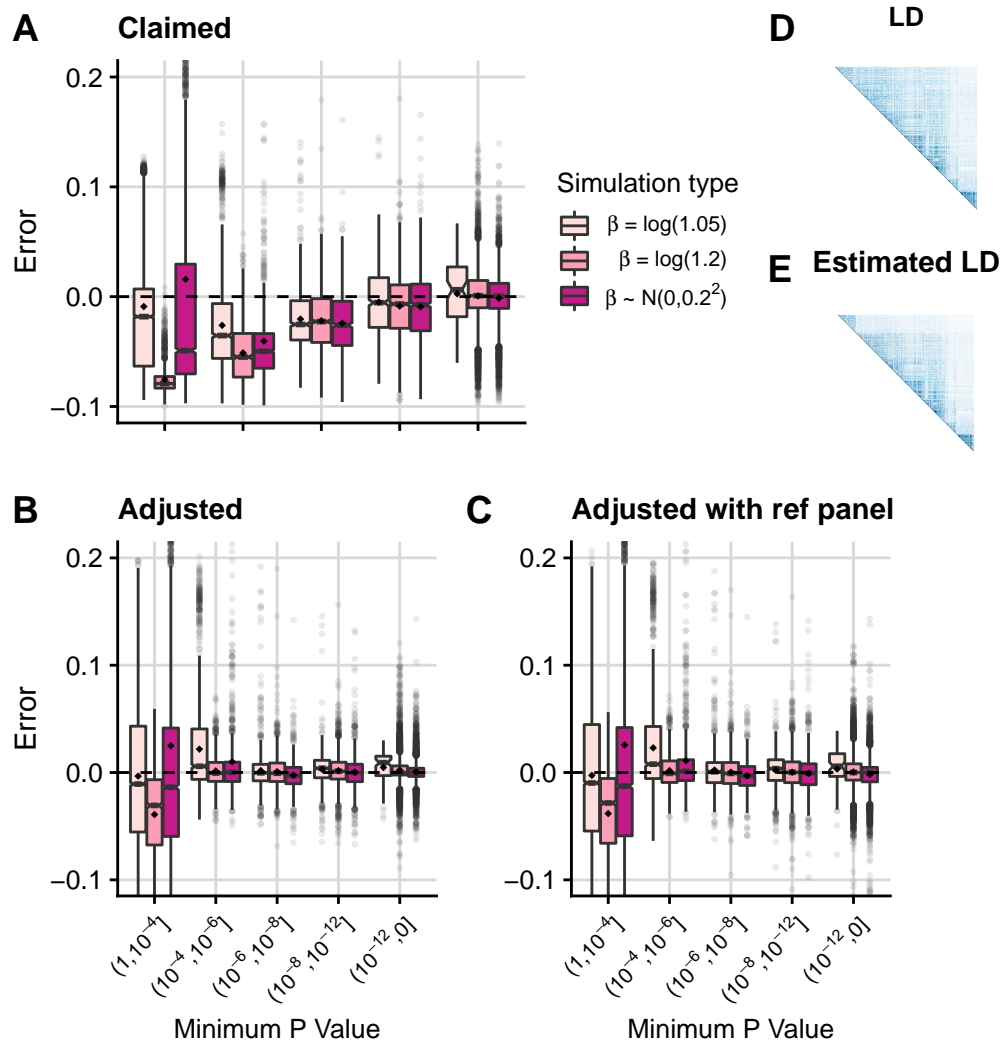 A Claimed
0.2
0.1
0.0
−0.1
Error
Simulation type
β = log(1.05)
β = log(1.2)
β ~ N(0,0.2²)
D LD
E Estimated LD
B Adjusted
0.2
0.1
0.0
−0.1
Error
(1,10⁻⁴]
(10⁻⁴,10⁻⁶]
(10⁻⁶,10⁻⁸]
(10⁻⁸,10⁻¹²]
(10⁻¹²,0]
Minimum P Value
C Adjusted with ref panel
0.2
0.1
0.0
−0.1
(1,10⁻⁴]
(10⁻⁴,10⁻⁶]
(10⁻⁶,10⁻⁸]
(10⁻⁸,10⁻¹²]
(10⁻¹²,0]
Minimum P Value